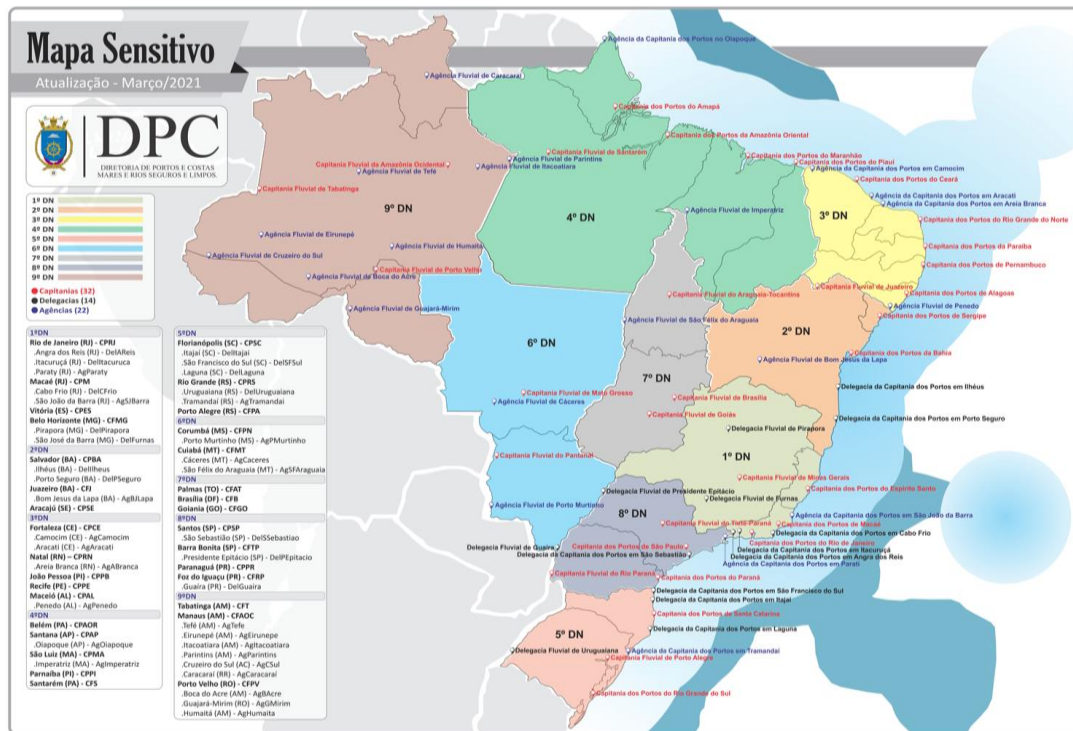 Mapa Sensitivo
Atualização - Março/2021
DPC
DIRETORIA DE PORTOS E COSTAS
MARES E RIOS SEGUROS E LIMPOS.
1º DN
2º DN
3º DN
4º DN
5º DN
6º DN
7º DN
8º DN
9º DN
Capitanias (32)
Delegacias (14)
Agências (22)
1ºDN
Rio de Janeiro (RJ) - CPRJ
.Angra dos Reis (RJ) - DelAReis
.Itacuruçá (RJ) - DelItacuruca
.Paraty (RJ) - AgParaty
Macaé (RJ) - CPM
.Cabo Frio (RJ) - DelCFrio
.São João da Barra (RJ) - AgSJBarra
Vitória (ES) - CPES
Belo Horizonte (MG) - CFMG
.Pirapora (MG) - DelPirapora
.São José da Barra (MG) - DelFurnas
2ºDN
Salvador (BA) - CPBA
.Ilhéus (BA) - DelIlheus
.Porto Seguro (BA) - DelPSeguro
Juazeiro (BA) - CFJ
.Bom Jesus da Lapa (BA) - AgBJLapa
Aracajú (SE) - CPSE
3ºDN
Fortaleza (CE) - CPCE
.Camocim (CE) - AgCamocim
.Aracati (CE) - AgAracati
Natal (RN) – CPRN
.Areia Branca (RN) - AgABranca
João Pessoa (PI) - CPPB
Recife (PE) - CPPE
Maceió (AL) - CPAL
.Penedo (AL) - AgPenedo
4ºDN
Belém (PA) - CPAOR
Santana (AP) - CPAP
.Oiapoque (AP) - AgOiapoque
São Luiz (MA) - CPMA
.Imperatriz (MA) - AgImperatriz
Parnaíba (PI) - CPPI
Santarém (PA) - CFS
5ºDN
Florianópolis (SC) - CPSC
.Itajaí (SC) - DelItajai
.São Francisco do Sul (SC) - DelSFSul
.Laguna (SC) - DelLaguna
Rio Grande (RS) - CPRS
.Uruguaiana (RS) - DelUruguaiana
.Tramandaí (RS) - AgTramandai
Porto Alegre (RS) - CFPA
6ºDN
Corumbá (MS) - CFPN
.Porto Murtinho (MS) - AgPMurtinho
Cuiabá (MT) - CFMT
.Cáceres (MT) - AgCaceres
.São Félix do Araguaia (MT) - AgSFAraguaia
7ºDN
Palmas (TO) - CFAT
Brasília (DF) - CFB
Goiania (GO) - CFGO
8ºDN
Santos (SP) - CPSP
.São Sebastião (SP) - DelSSebastiao
Barra Bonita (SP) - CFTP
.Presidente Epitácio (SP) - DelPEpitacio
Paranaguá (PR) - CPPR
Foz do Iguaçu (PR) - CFRP
.Guaíra (PR) - DelGuaira
9ºDN
Tabatinga (AM) - CFT
Manaus (AM) - CFAOC
.Tefé (AM) - AgTefe
.Eirunepé (AM) - AgEirunepe
.Itacoatiara (AM) - AgItacoatiara
.Parintins (AM) - AgParintins
.Cruzeiro do Sul (AC) - AgCSul
.Caracaraí (RR) - AgCaracaraí
Porto Velho (RO) - CFPV
.Boca do Acre (AM) - AgBAcre
.Guajará-Mirim (RO) - AgGMirim
.Humaitá (AM) - AgHumaita
Agência da Capitania dos Portos no Oiapoque
Agência Fluvial de Caracaraí
Capitania dos Portos do Amapá
Capitania dos Portos da Amazônia Oriental
Capitania Fluvial de Santarém
Agência Fluvial de Parintins
Capitania Fluvial da Amazônia Ocidental
Agência Fluvial de Itacoatiara
Agência Fluvial de Tefé
Capitania Fluvial de Tabatinga
Capitania dos Portos do Maranhão
Capitania dos Portos do Piauí
Agência da Capitania dos Portos em Camocim
Capitania dos Portos do Ceará
Agência da Capitania dos Portos em Aracati
Agência da Capitania dos Portos em Areia Branca
9º DN
4º DN
3º DN
Agência Fluvial de Imperatriz
Capitania dos Portos do Rio Grande do Norte
Agência Fluvial de Eirunepé
Agência Fluvial de Humaitá
Capitania dos Portos da Paraíba
Agência Fluvial de Cruzeiro do Sul
Capitania Fluvial de Porto Velho
Capitania dos Portos de Pernambuco
Agência Fluvial de Boca do Acre
Capitania Fluvial de Juazeiro
Capitania Fluvial do Araguaia-Tocantins
Capitania dos Portos de Alagoas
Agência Fluvial de Guajará-Mirim
Agência Fluvial de Penedo
Capitania dos Portos de Sergipe
Agência Fluvial de São Félix do Araguaia
2º DN
6º DN
Capitania dos Portos da Bahia
Agência Fluvial de Bom Jesus da Lapa
7º DN
Delegacia da Capitania dos Portos em Ilhéus
Capitania Fluvial de Mato Grosso
Capitania Fluvial de Brasília
Agência Fluvial de Cáceres
Capitania Fluvial de Goiás
Delegacia da Capitania dos Portos em Porto Seguro
Delegacia Fluvial de Pirapora
Capitania Fluvial do Pantanal
1º DN
Capitania Fluvial de Minas Gerais
Delegacia Fluvial de Presidente Epitácio
Capitania dos Portos do Espírito Santo
Delegacia Fluvial de Furnas
Agência Fluvial de Porto Murtinho
8º DN
Agência da Capitania dos Portos em São João da Barra
Capitania Fluvial do Tietê-Paraná
Capitania dos Portos de Macaé
Delegacia da Capitania dos Portos em Cabo Frio
Capitania dos Portos do Rio de Janeiro
Delegacia Fluvial de Guaíra
Capitania dos Portos de São Paulo
Delegacia da Capitania dos Portos em Itacuruçá
Delegacia da Capitania dos Portos em São Sebastião
Delegacia da Capitania dos Portos em Angra dos Reis
Agência da Capitania dos Portos em Parati
Capitania Fluvial do Rio Paraná
Capitania dos Portos do Paraná
Delegacia da Capitania dos Portos em São Francisco do Sul
Delegacia da Capitania dos Portos em Itajaí
Capitania dos Portos de Santa Catarina
Delegacia da Capitania dos Portos em Laguna
5º DN
Delegacia Fluvial de Uruguaiana
Agência da Capitania dos Portos em Tramandaí
Capitania Fluvial de Porto Alegre
Capitania dos Portos do Rio Grande do Sul